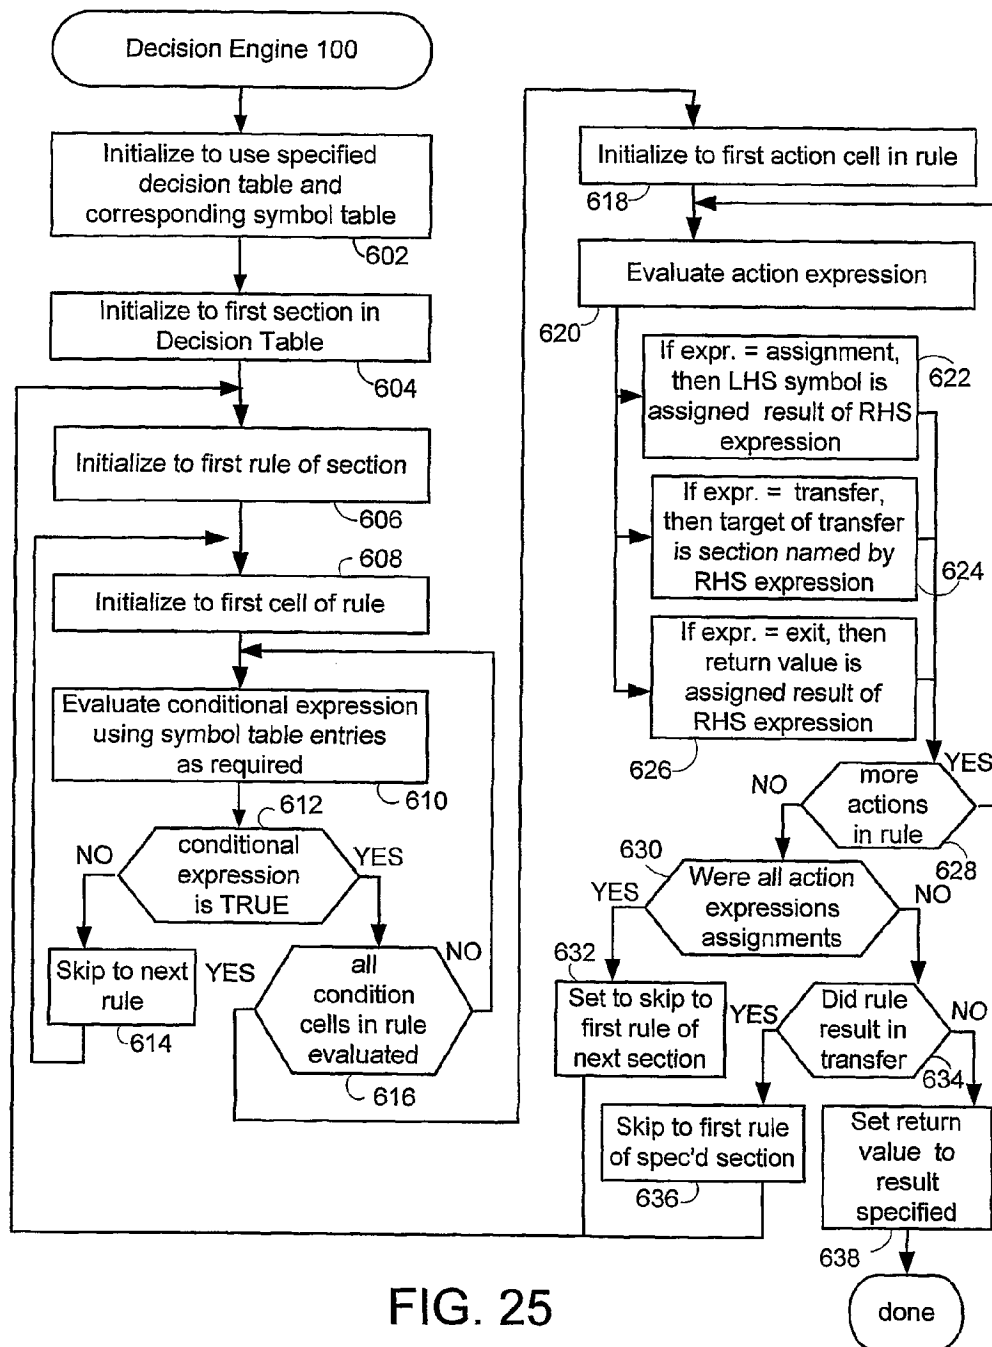 Decision Engine 100
Initialize to use specified
decision table and
corresponding symbol table
602
Initialize to first section in
Decision Table
604
Initialize to first rule of section
606
608
Initialize to first cell of rule
Evaluate conditional expression
using symbol table entries
as required
610
612
NO
conditional
expression
is TRUE
YES
Skip to next
rule
614
YES
all
condition
cells in rule
evaluated
NO
616
Initialize to first action cell in rule
618
Evaluate action expression
620
If expr. = assignment,
then LHS symbol is
assigned result of RHS
expression
622
If expr. = transfer,
then target of transfer
is section named by
RHS expression
624
If expr. = exit, then
return value is
assigned result of
RHS expression
626
NO
more
actions
in rule
YES
628
630
YES
Were all action
expressions
assignments
NO
632
Set to skip to
first rule of
next section
YES
Did rule
result in
transfer
NO
634
Skip to first rule
of spec'd section
636
Set return
value to
result
specified
638
done
FIG. 25